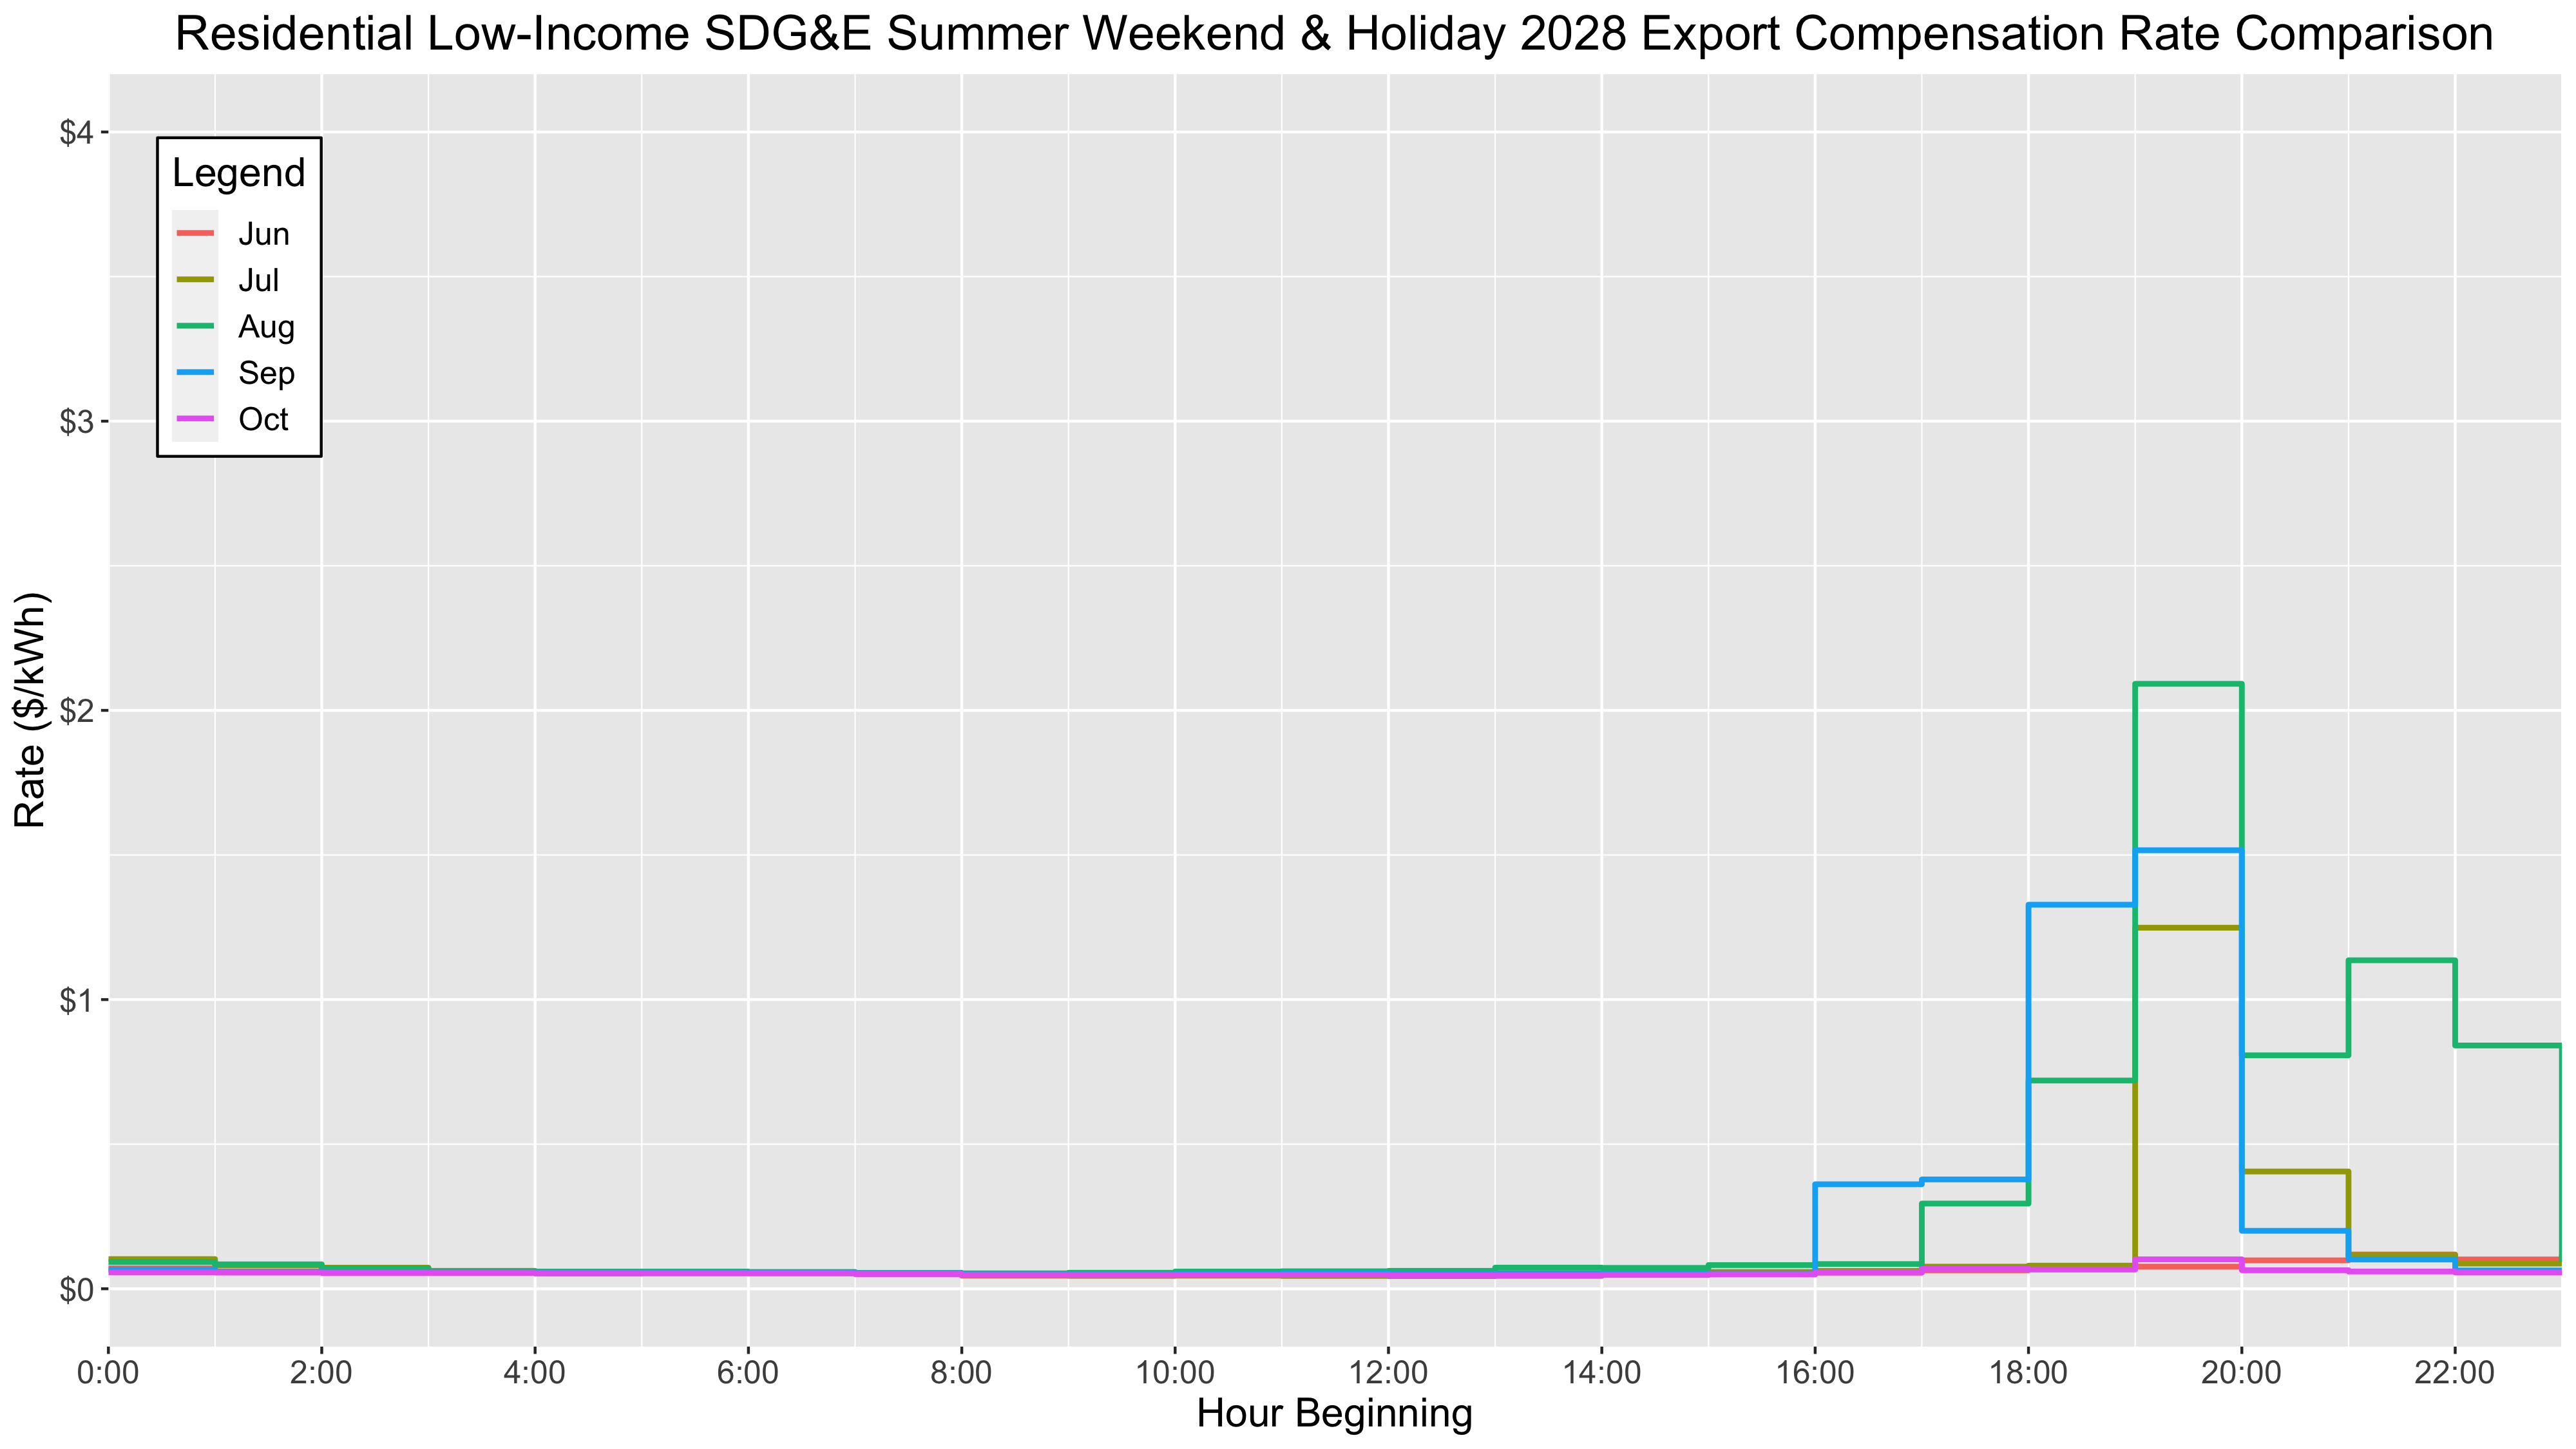 Residential Low-Income SDG&E Summer Weekend & Holiday 2028 Export Compensation Rate Comparison
Legend
Jun
Jul
Aug
Sep
Oct
Rate ($/kWh)
$4
$3
$2
$1
$0
0:00 2:00 4:00 6:00 8:00 10:00 12:00 14:00 16:00 18:00 20:00 22:00
Hour Beginning